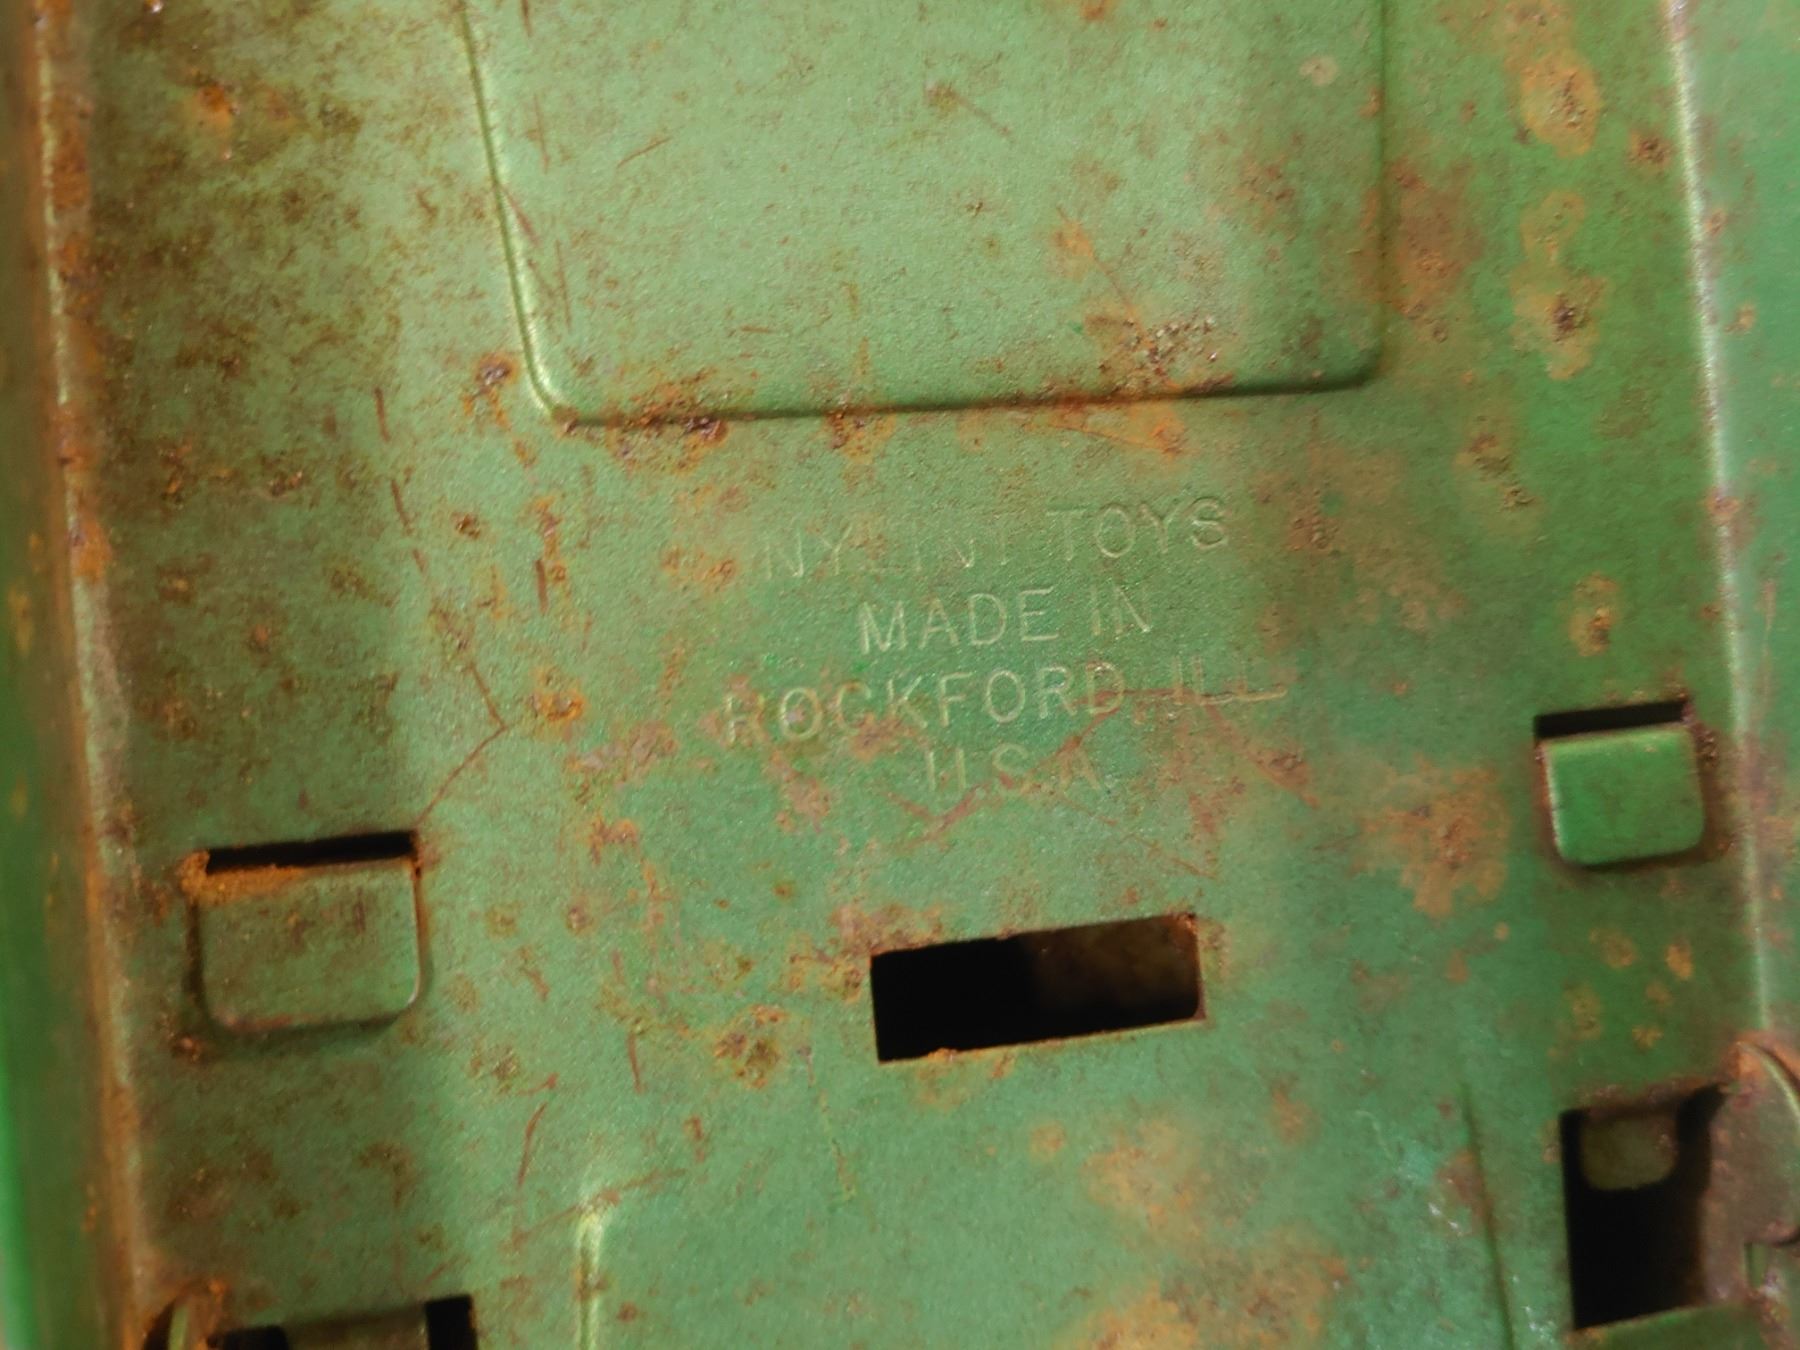 NYLINT TOYS
MADE IN
ROCKFORD, ILL
U.S.A